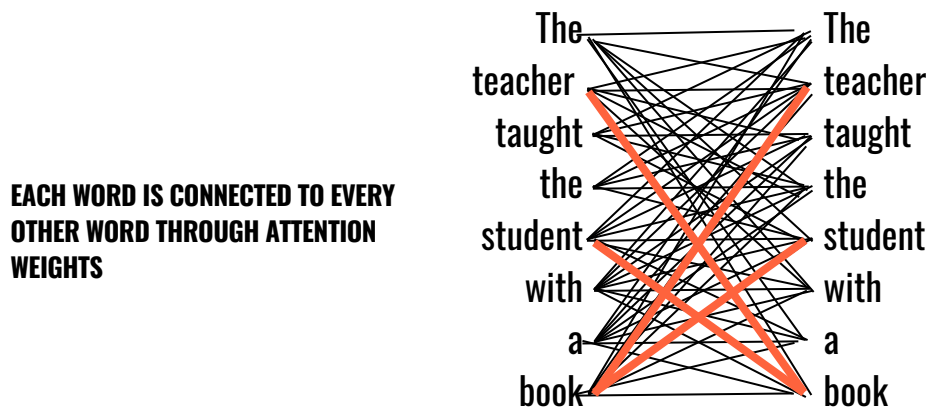 EACH WORD IS CONNECTED TO EVERY
OTHER WORD THROUGH ATTENTION
WEIGHTS
The
teacher
taught
the
student
with
a
book
The
teacher
taught
the
student
with
a
book